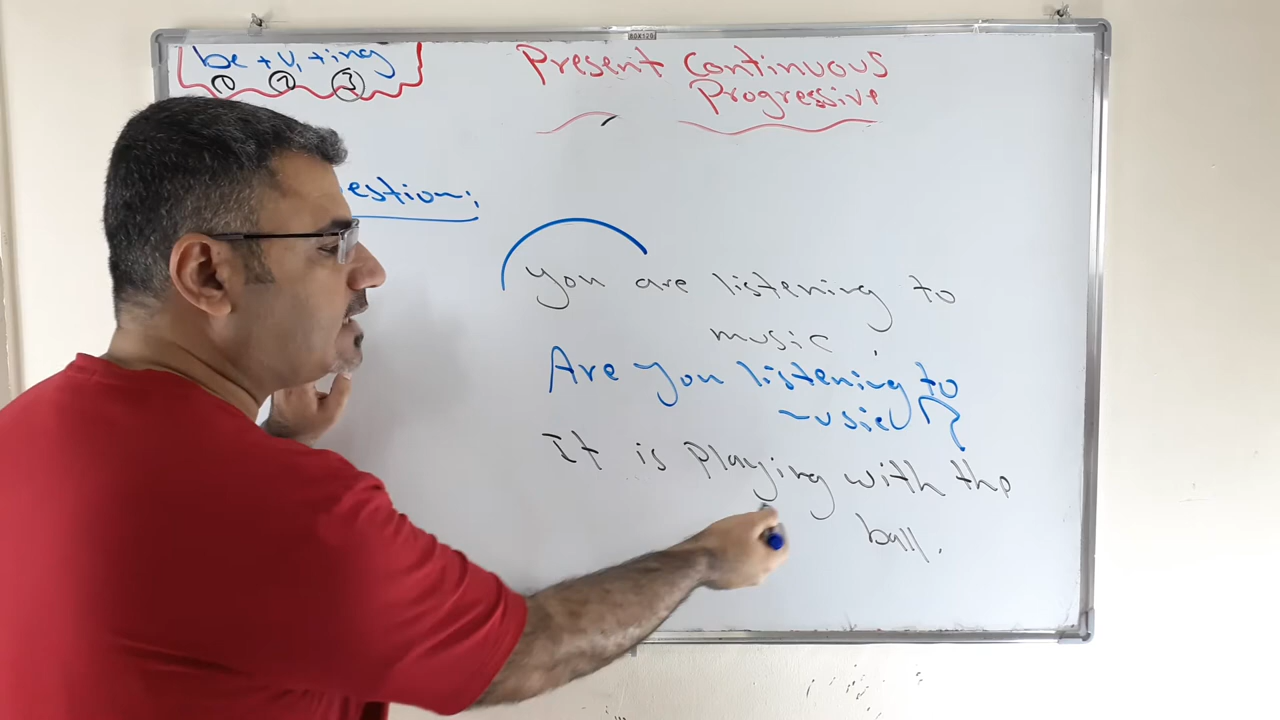 be + V1 + ing
1 2 3
Present Continuous
Progressive
estion:
You are listening to
music.
Are you listening to
music?
It is playing with the
ball.
80X120